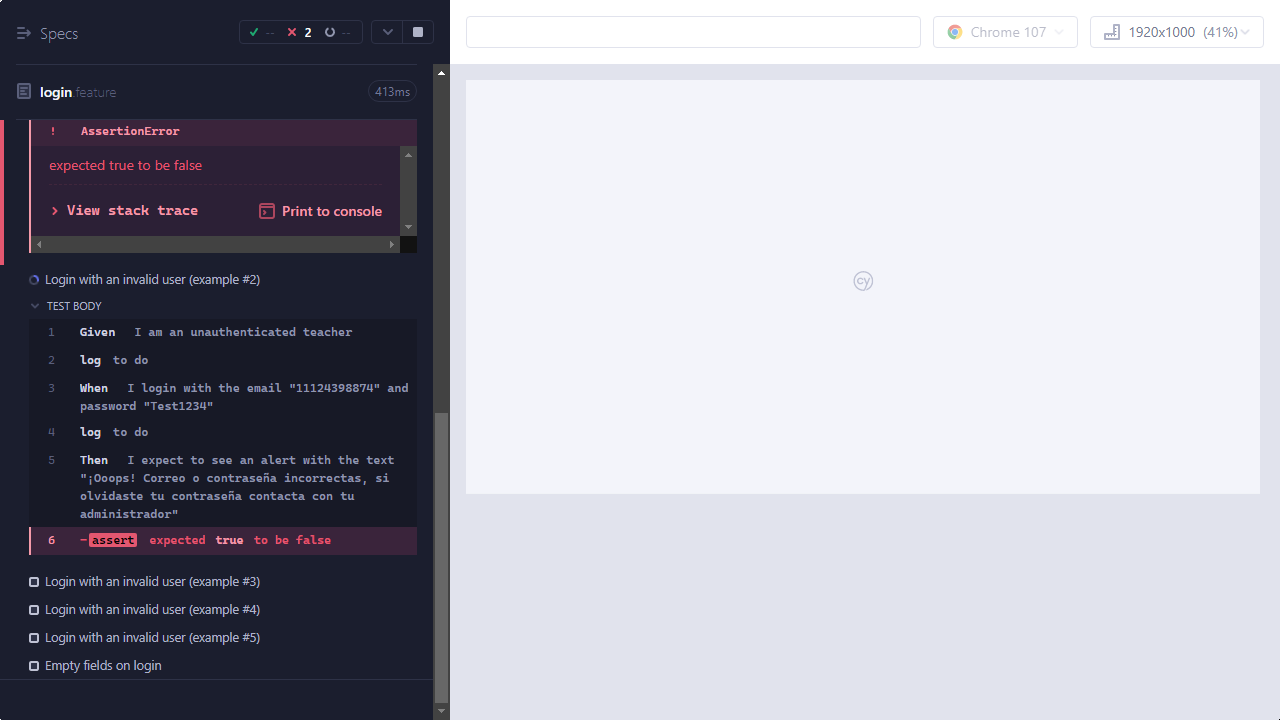 Specs
-- 2 --
Chrome 107
1920x1000 (41%)
login.feature
413ms
! AssertionError
expected true to be false
View stack trace
Print to console
Login with an invalid user (example #2)
TEST BODY
1 Given I am an unauthenticated teacher
2 log to do
3 When I login with the email "11124398874" and
password "Test1234"
4 log to do
5 Then I expect to see an alert with the text
"¡Ooops! Correo o contraseña incorrectas, si
olvidaste tu contraseña contacta con tu
administrador"
6 -assert expected true to be false
Login with an invalid user (example #3)
Login with an invalid user (example #4)
Login with an invalid user (example #5)
Empty fields on login
cy